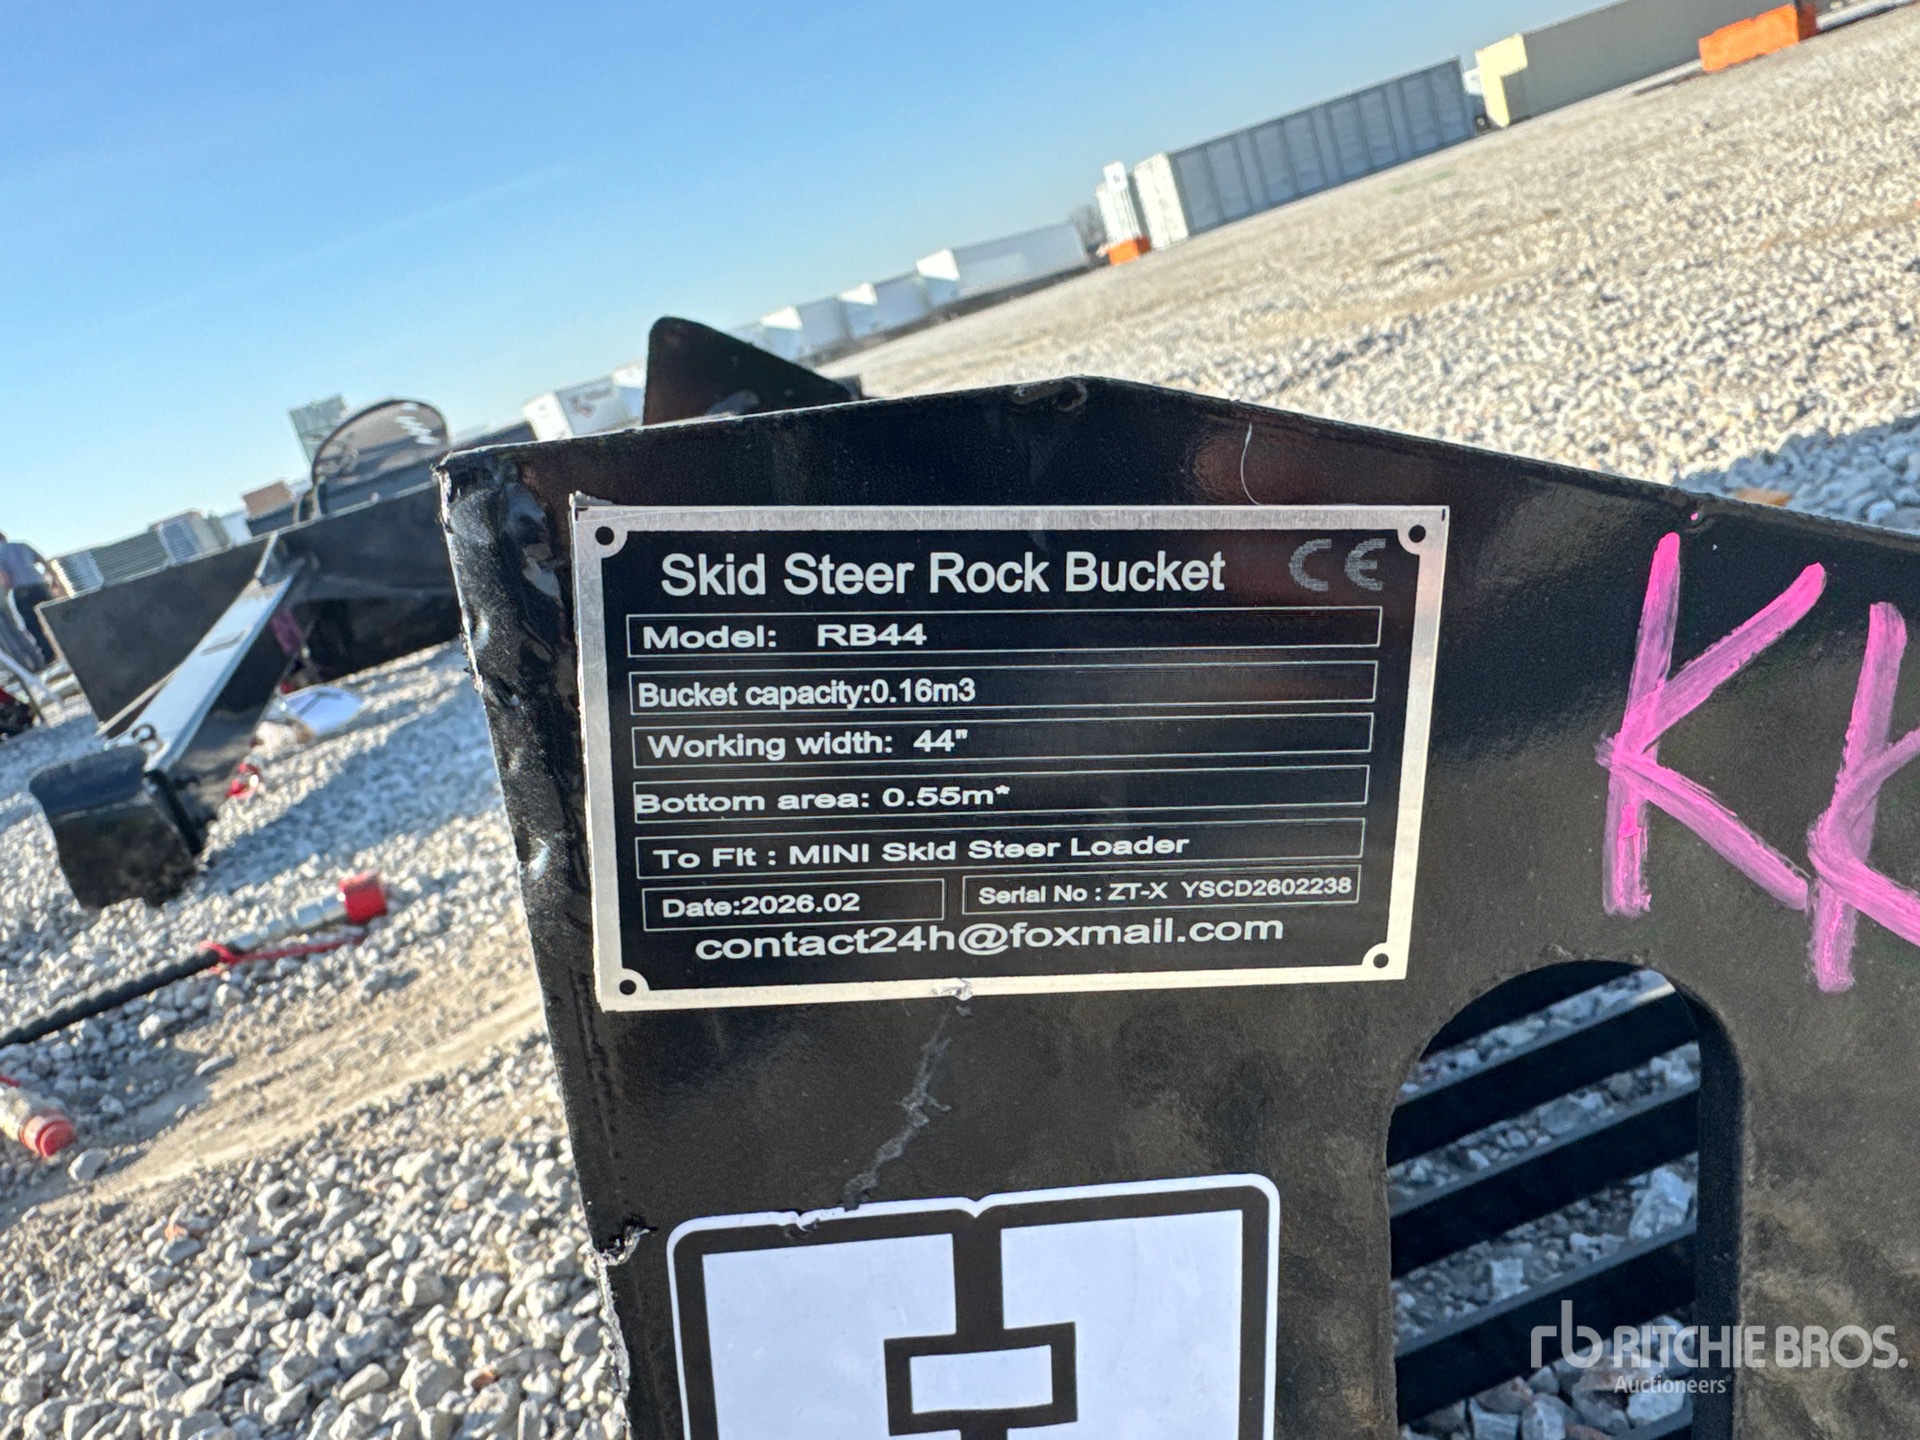 Skid Steer Rock Bucket CE
Model: RB44
Bucket capacity:0.16m3
Working width: 44"
Bottom area: 0.55m*
To Fit : MINI Skid Steer Loader
Date:2026.02 Serial No : ZT-X YSCD2602238
contact24h@foxmail.com
KK
rb RITCHIE BROS.
Auctioneers